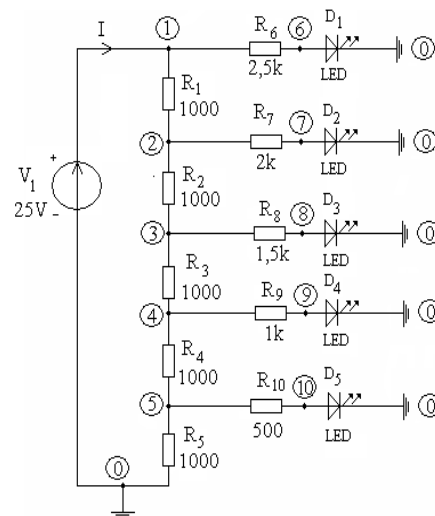 1
I
R6
2,5k
6
D1
LED
0
R1
1000
2
R7
2k
7
D2
LED
0
V1
25V
+
-
R2
1000
3
R8
1,5k
8
D3
LED
0
R3
1000
4
R9
1k
9
D4
LED
0
R4
1000
5
R10
500
10
D5
LED
0
R5
1000
0